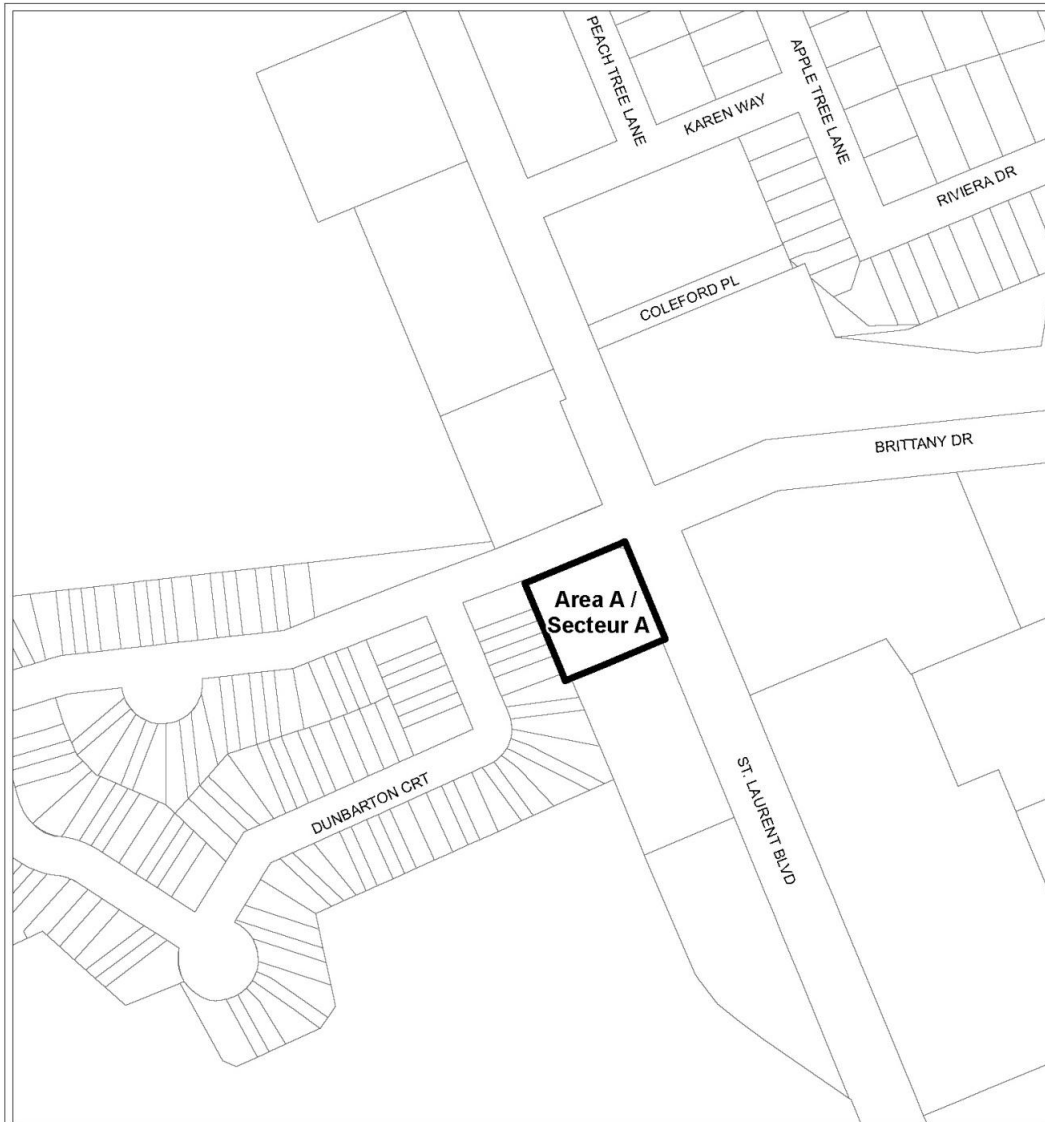 PEACH TREE LANE
KAREN WAY
APPLE TREE LANE
RIVIERA DR
COLEFORD PL
BRITTANY DR
Area A /
Secteur A
DUNBARTON CRT
ST. LAURENT BLVD